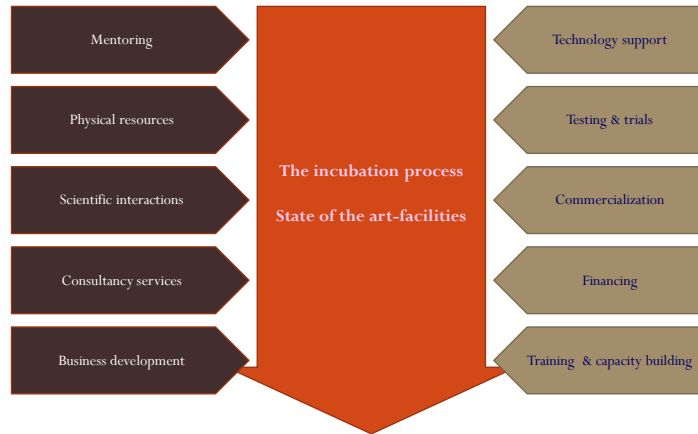 Mentoring
Physical resources
Scientific interactions
Consultancy services
Business development
The incubation process
State of the art-facilities
Technology support
Testing & trials
Commercialization
Financing
Training & capacity building